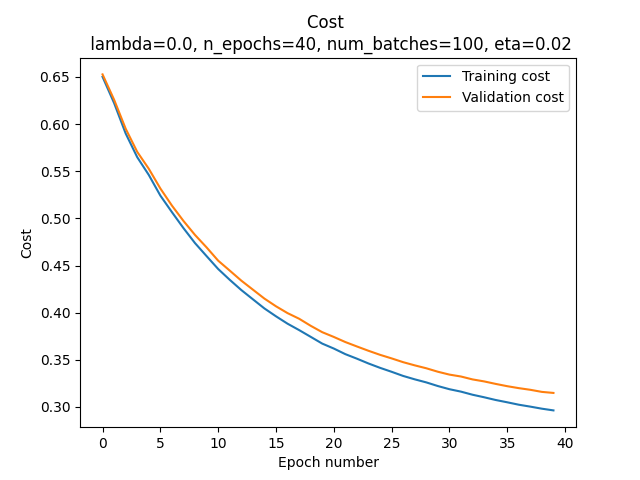 Cost
lambda=0.0, n_epochs=40, num_batches=100, eta=0.02
Training cost
Validation cost
0.65
0.60
0.55
0.50
0.45
0.40
0.35
0.30
Cost
0 5 10 15 20 25 30 35 40
Epoch number